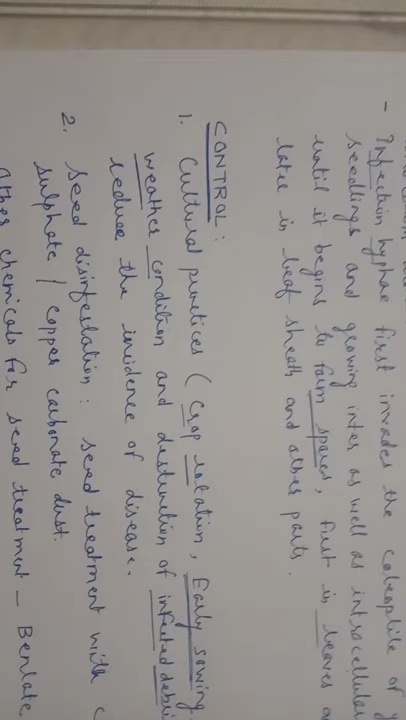 - Infection hyphae first invades the coleoptile of
seedlings and growing inter as well as intracellular
until it begins to form spores, first in leaves
later in leaf sheath and other parts.
CONTROL:
1. Cultural practices (Crop rotation, Early sowing,
weather condition and destruction of infected debri
reduce the incidence of disease.
2. Seed disinfestation: seed treatment with C
sulphate / copper carbonate dust.
Other chemicals for seed treatment - Benlate